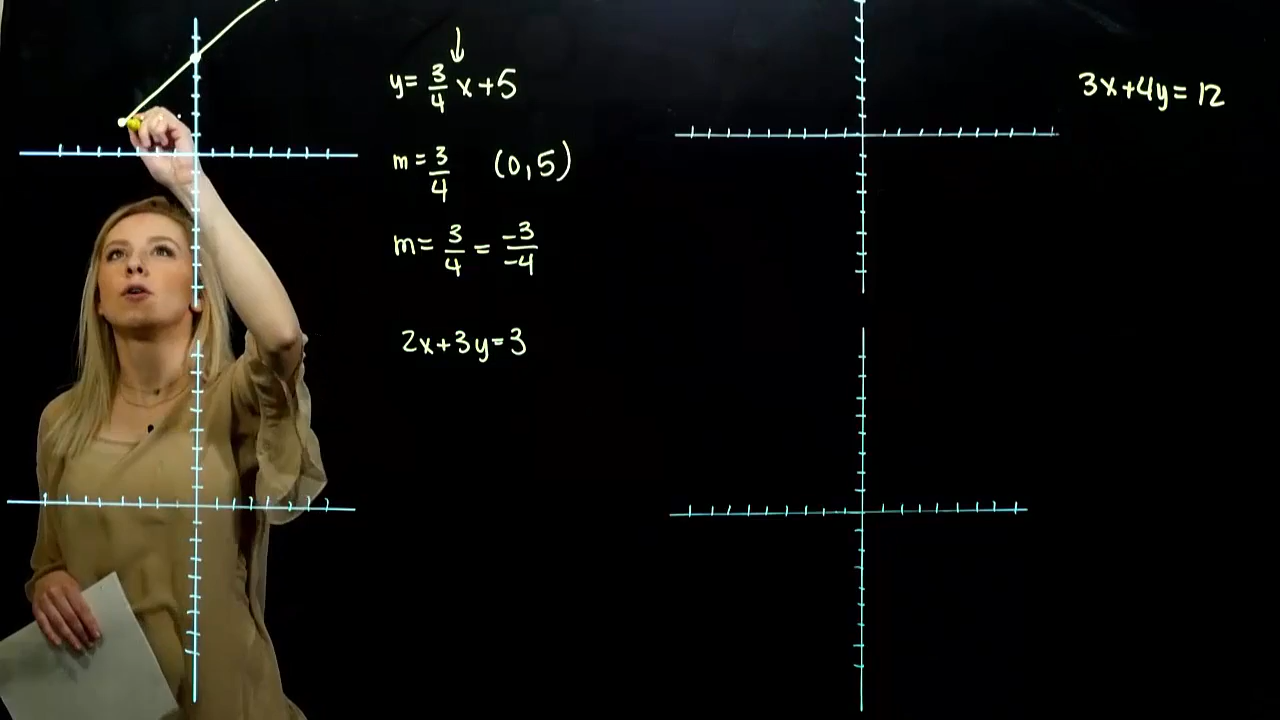 y = 3/4 x + 5
m = 3/4 (0, 5)
m = 3/4 = -3/-4
2x + 3y = 3
3x + 4y = 12